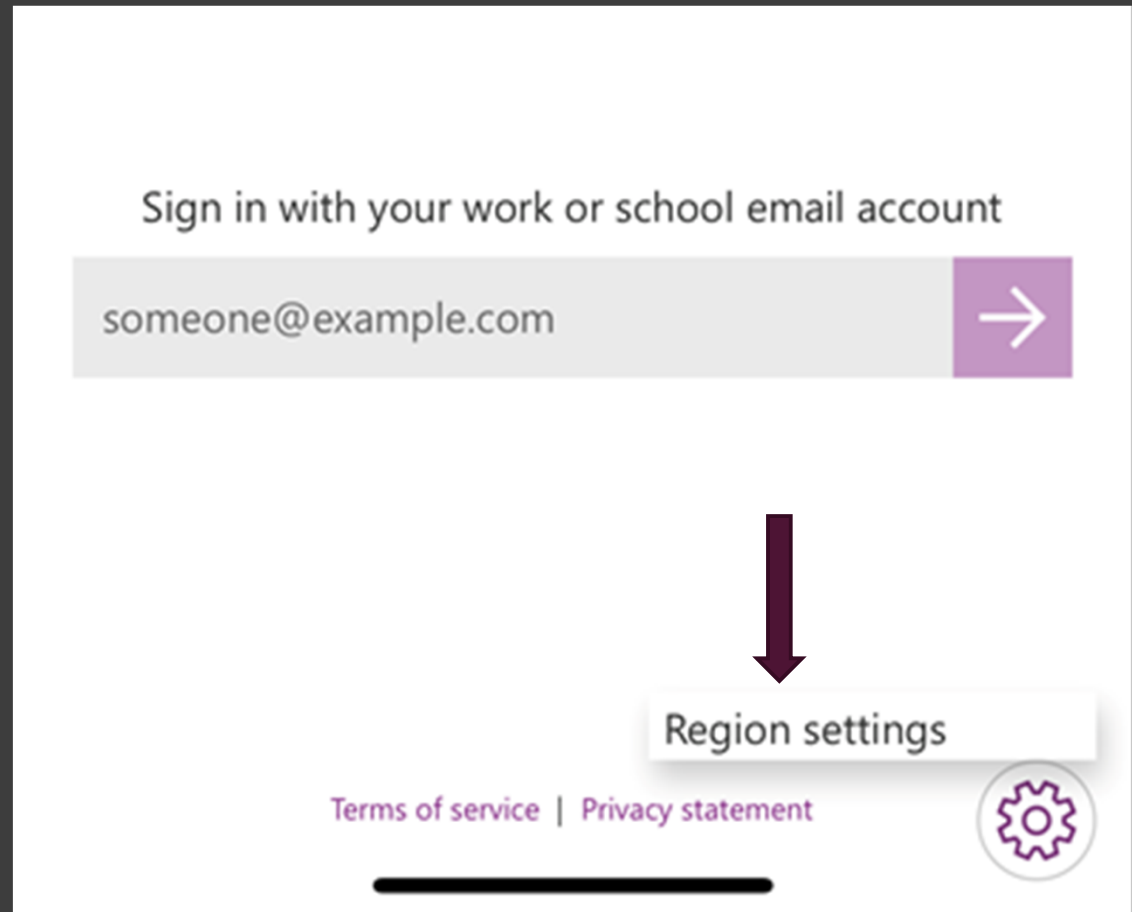 Sign in with your work or school email account
someone@example.com
Region settings
Terms of service | Privacy statement